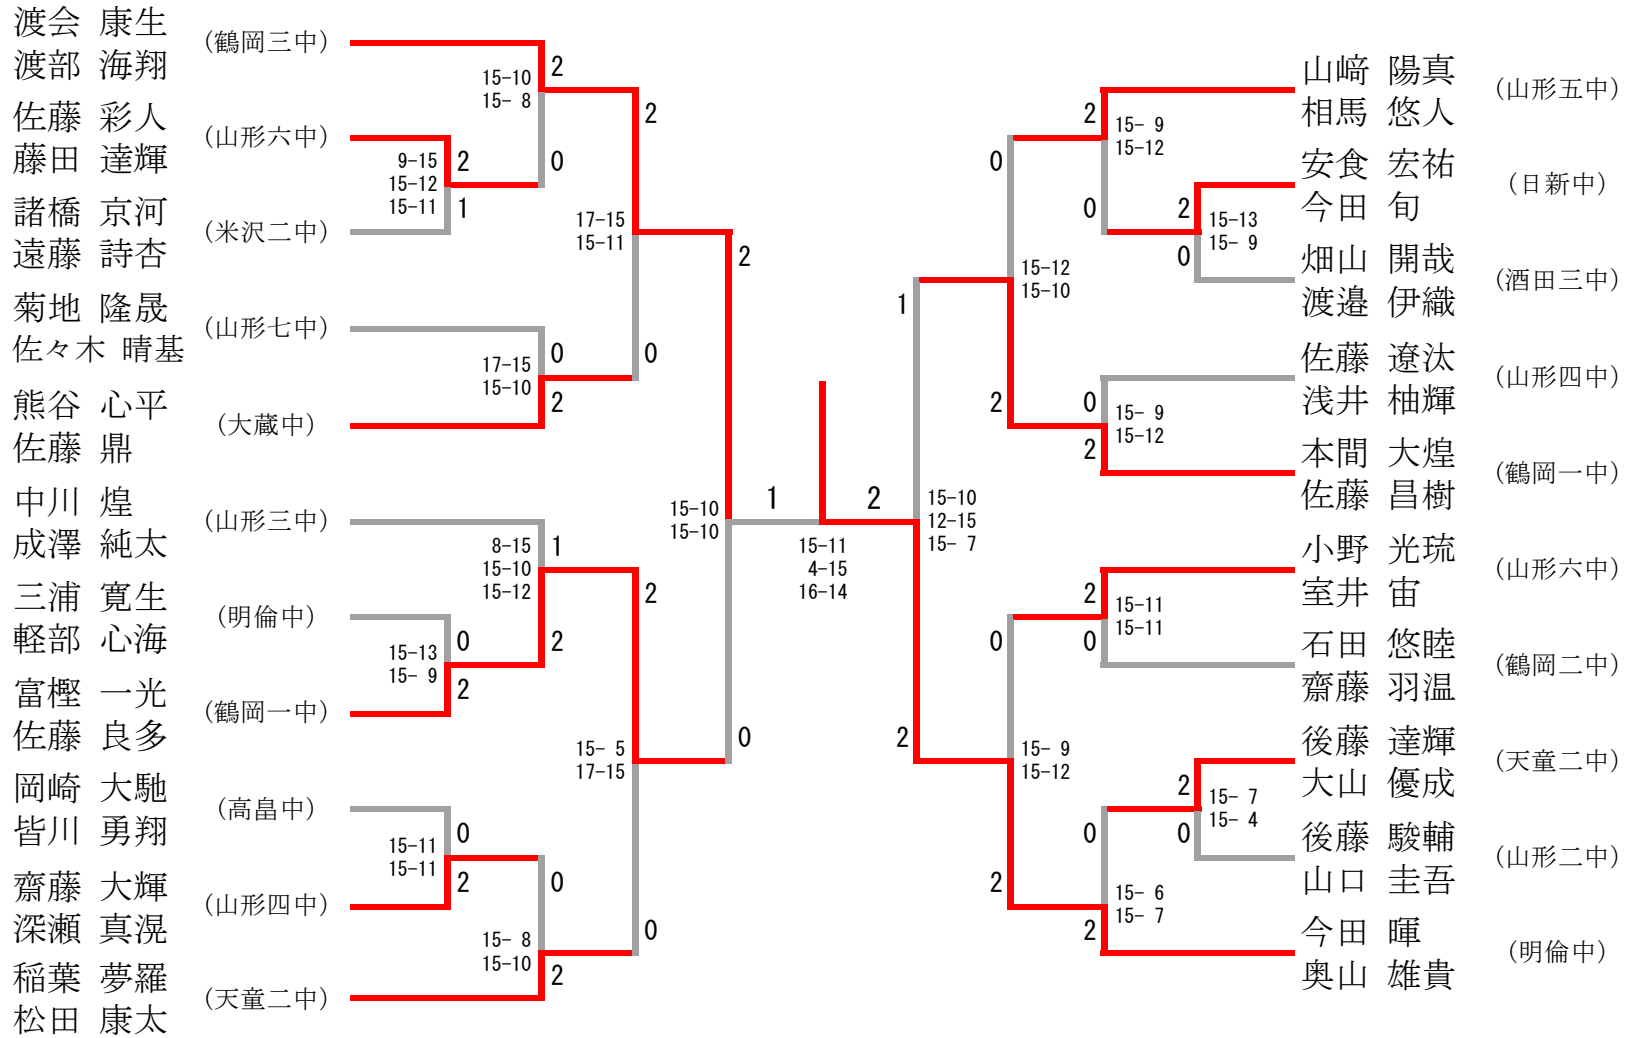 渡会 康生
渡部 海翔
(鶴岡三中)
佐藤 彩人
藤田 達輝
(山形六中)
諸橋 京河
遠藤 詩杏
(米沢二中)
菊地 隆晟
佐々木 晴基
(山形七中)
熊谷 心平
佐藤 鼎
(大蔵中)
中川 煌
成澤 純太
(山形三中)
三浦 寛生
軽部 心海
(明倫中)
富樫 一光
佐藤 良多
(鶴岡一中)
岡崎 大馳
皆川 勇翔
(高畠中)
齋藤 大輝
深瀬 真滉
(山形四中)
稲葉 夢羅
松田 康太
(天童二中)
9-15
15-12
15-11
2
1
15-13
15- 9
0
2
15-11
15-11
0
2
15-10
15- 8
2
0
17-15
15-10
0
2
8-15
15-10
15-12
1
2
15- 8
15-10
0
2
17-15
15-11
2
0
15- 5
17-15
2
0
15-10
15-10
2
0
1
2
15-11
4-15
16-14
15-10
12-15
15- 7
1
2
15-12
15-10
0
2
15- 9
15-12
0
2
15- 9
15-12
2
0
15- 9
15-12
0
2
15-11
15-11
2
0
15- 6
15- 7
0
2
15-13
15- 9
2
0
15- 7
15- 4
2
0
山﨑 陽真
相馬 悠人
(山形五中)
安食 宏祐
今田 旬
(日新中)
畑山 開哉
渡邉 伊織
(酒田三中)
佐藤 遼汰
浅井 柚輝
(山形四中)
本間 大煌
佐藤 昌樹
(鶴岡一中)
小野 光琉
室井 宙
(山形六中)
石田 悠睦
齋藤 羽温
(鶴岡二中)
後藤 達輝
大山 優成
(天童二中)
後藤 駿輔
山口 圭吾
(山形二中)
今田 暉
奥山 雄貴
(明倫中)